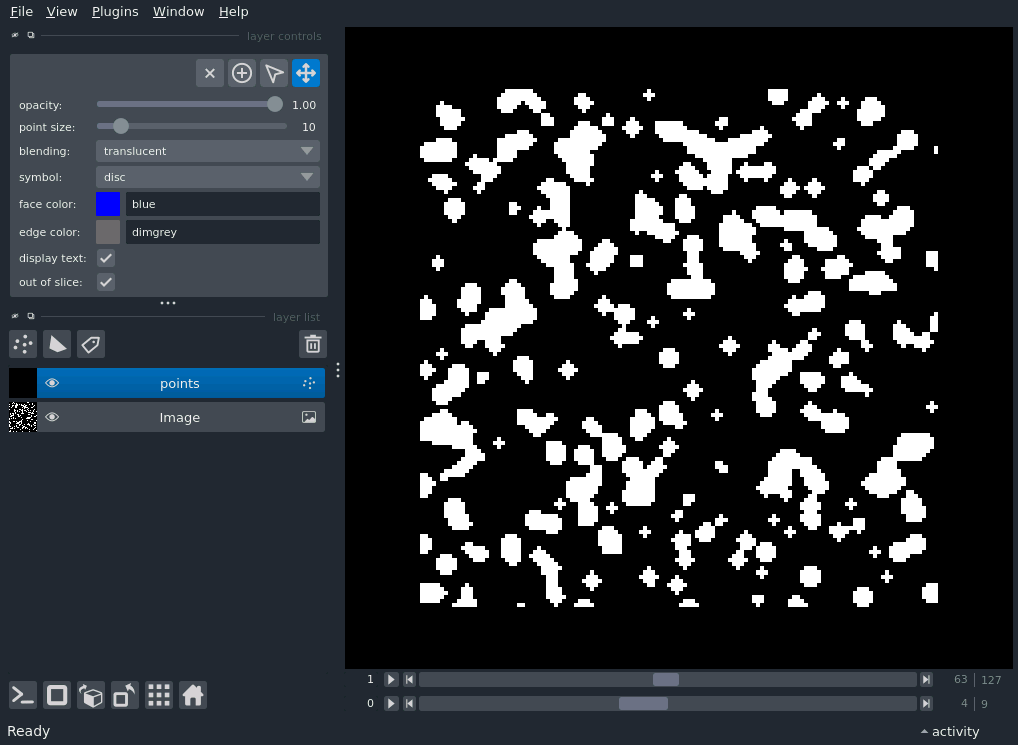 File View Plugins Window Help
layer controls
opacity: 1.00
point size: 10
blending: translucent
symbol: disc
face color: blue
edge color: dimgrey
display text:
out of slice:
layer list
points
Image
1 63 127
0 4 9
Ready activity